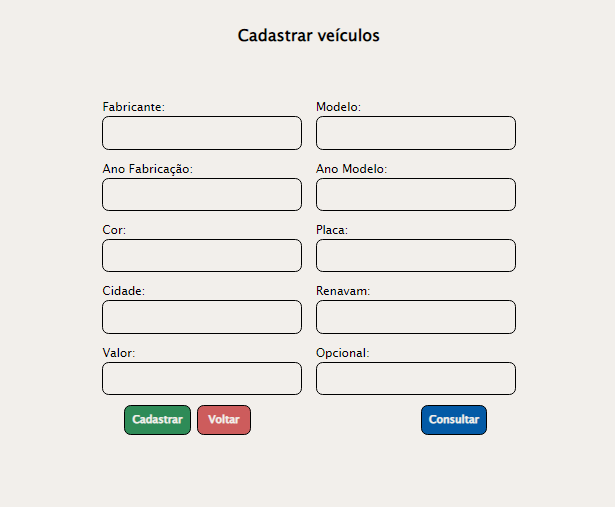 Cadastrar veículos
Fabricante: Modelo:
Ano Fabricação: Ano Modelo:
Cor: Placa:
Cidade: Renavam:
Valor: Opcional:
Cadastrar Voltar Consultar